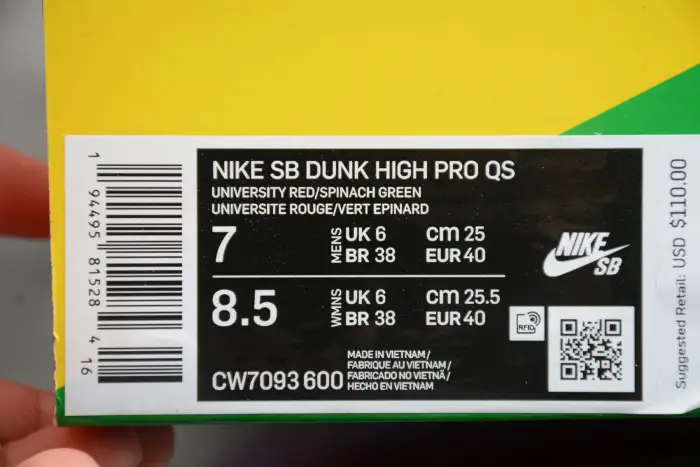 NIKE SB DUNK HIGH PRO QS
UNIVERSITY RED/SPINACH GREEN
UNIVERSITE ROUGE/VERT EPINARD
7 MENS UK 6 cm 25
BR 38 EUR 40
8.5 WMNS UK 6 cm 25.5
BR 38 EUR 40
MADE IN VIETNAM/
FABRIQUE AU VIETNAM/
FABRICADO NO VIETNÃ/
HECHO EN VIETNAM
CW7093 600
NIKE
SB
RFID
1 94495 81528 4 16
Suggested Retail: USD $110.00